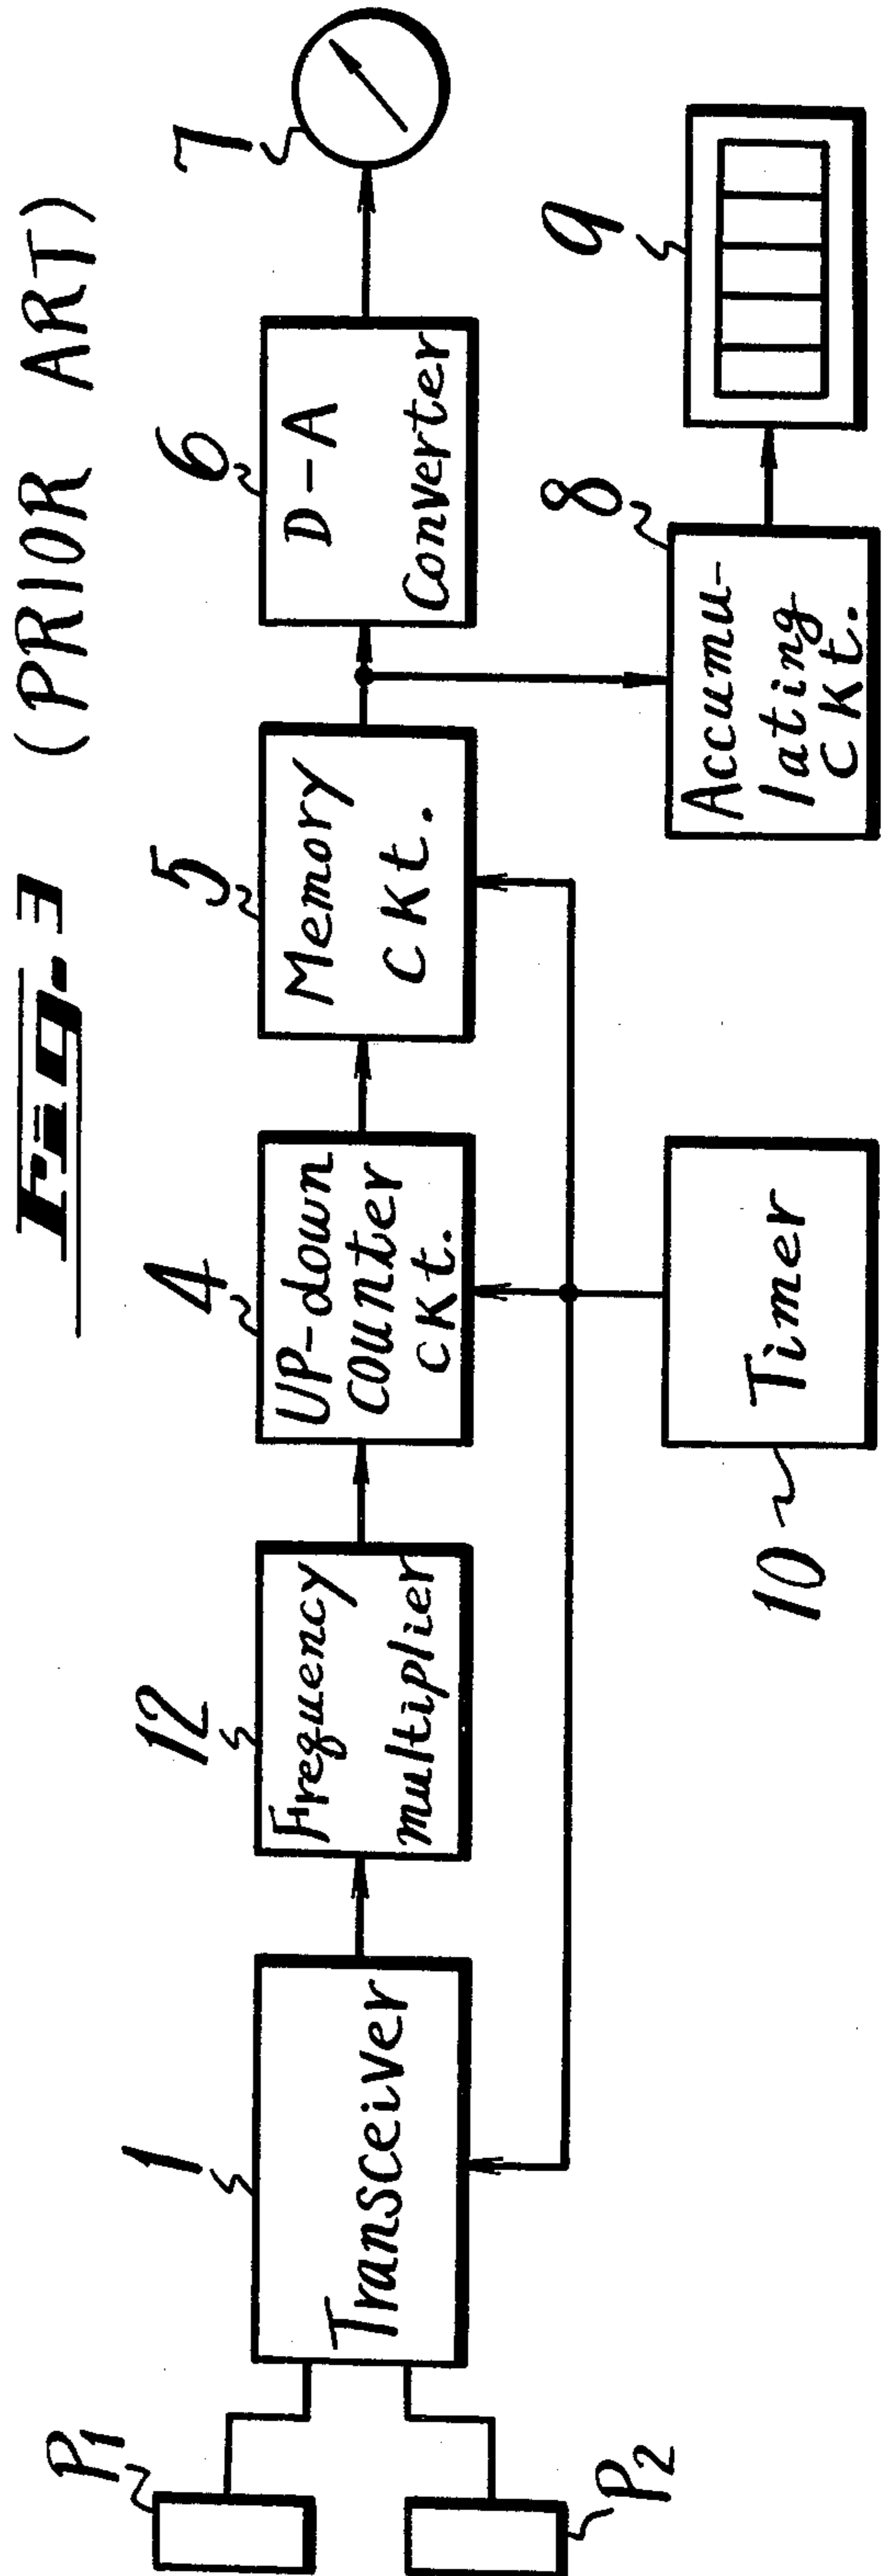 Fig. 3 (PRIOR ART)
P1
P2
1
Transceiver
12
Frequency
multiplier
4
UP-down
counter
ckt.
5
Memory
ckt.
6
D-A
Converter
7
8
Accumu-
lating
ckt.
9
10
Timer